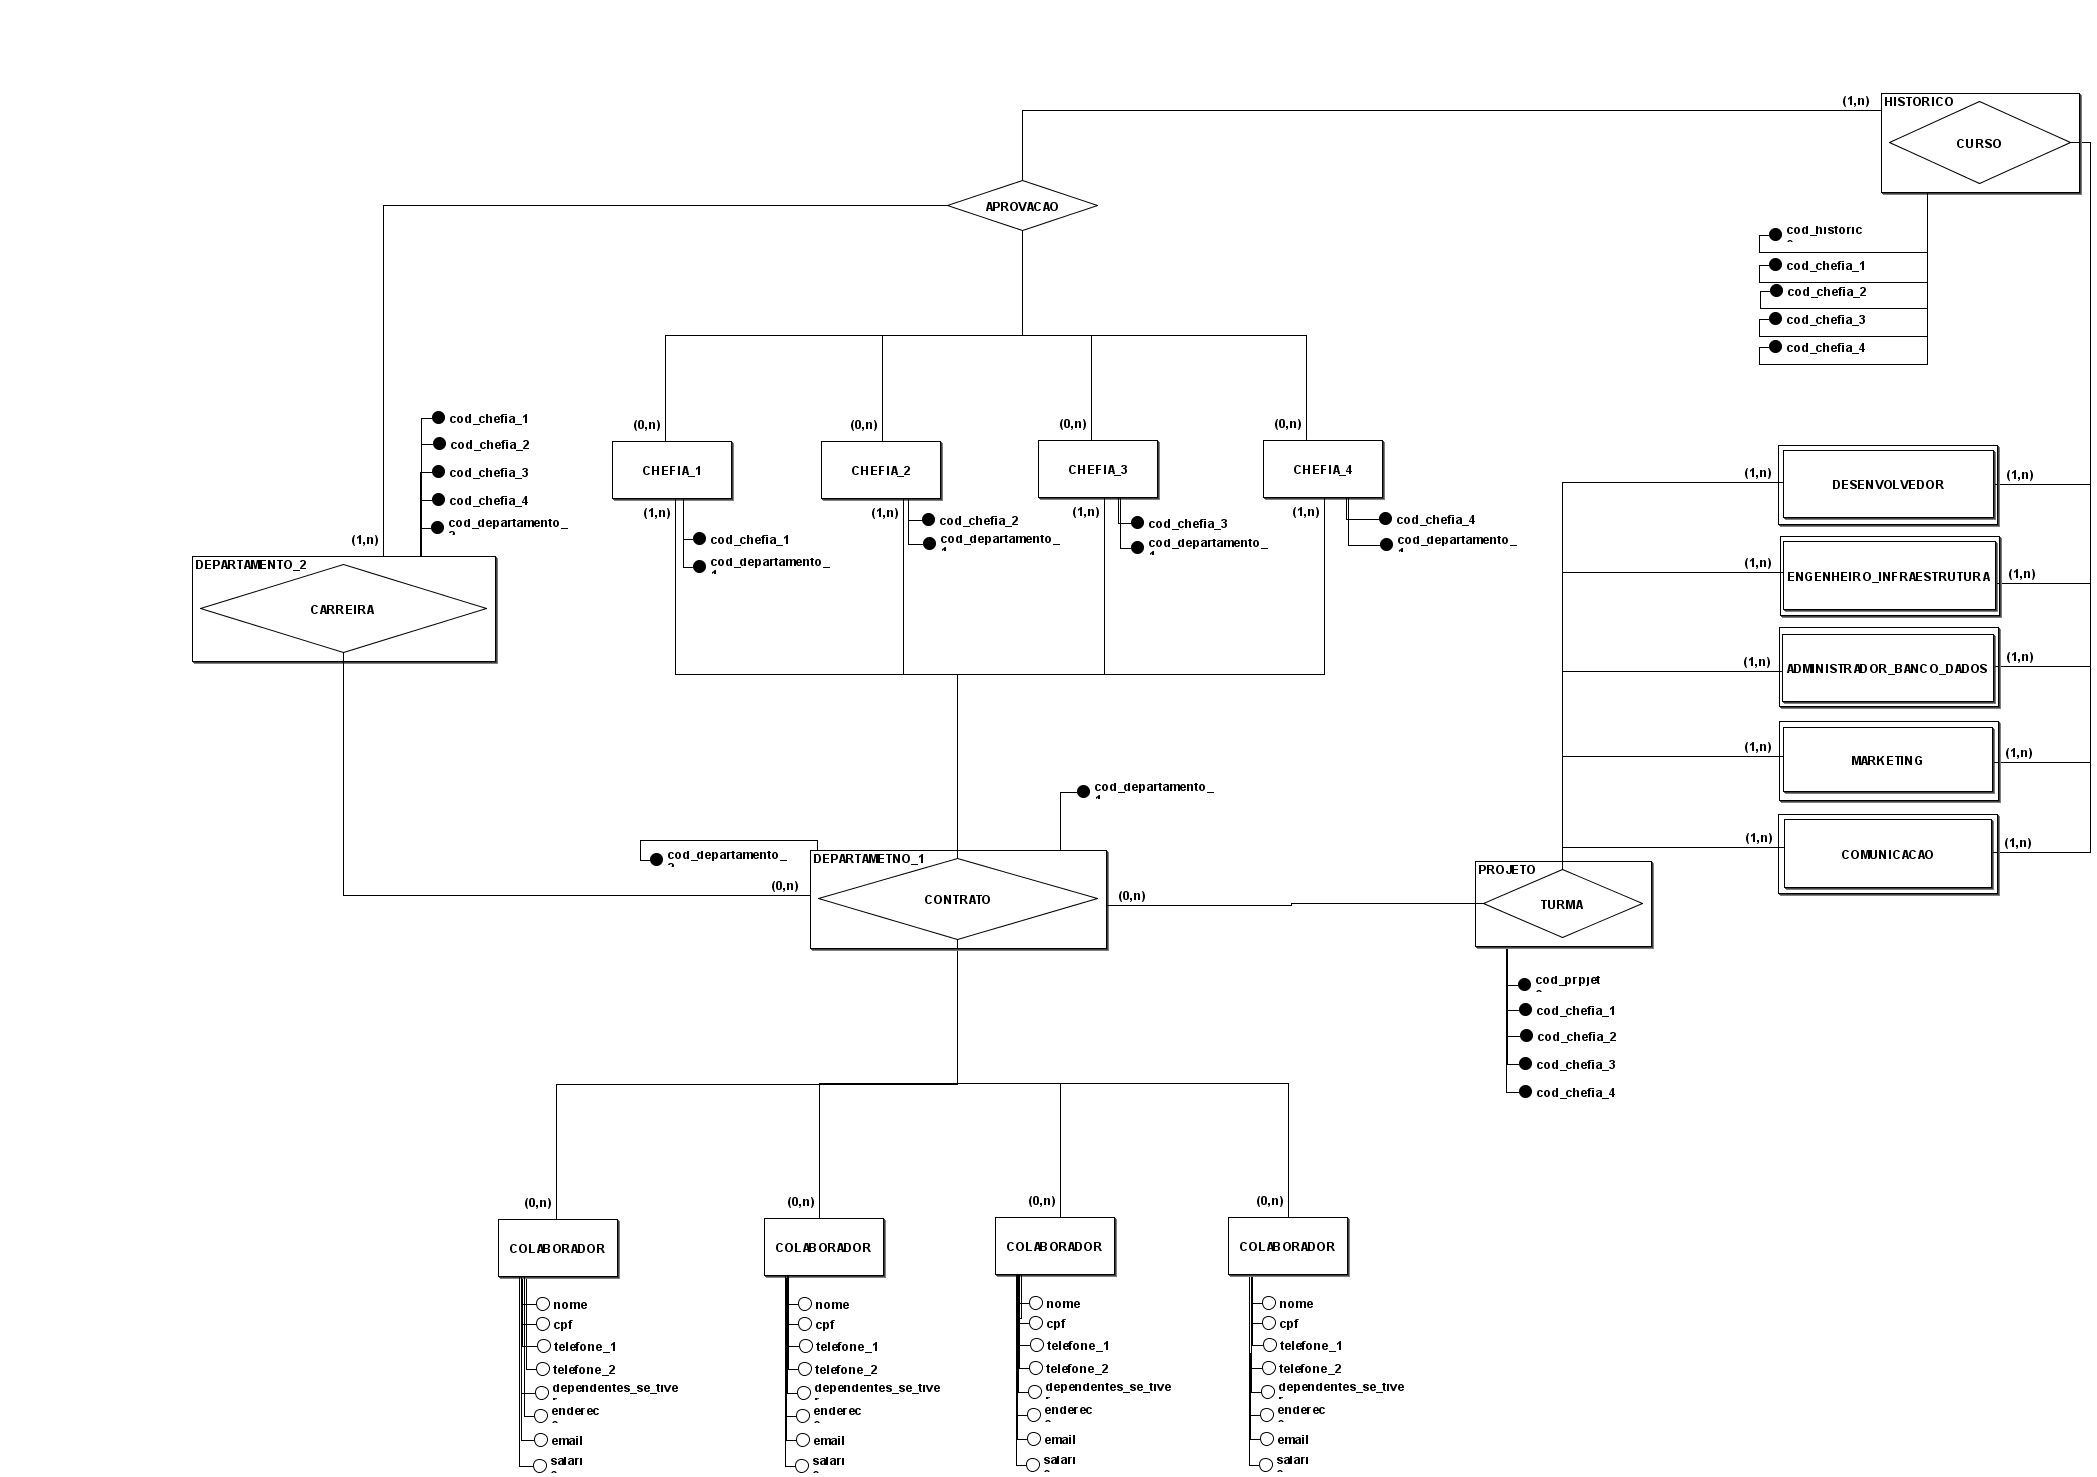 (1,n)
HISTORICO
CURSO
APROVACAO
cod_historic
cod_chefia_1
cod_chefia_2
cod_chefia_3
cod_chefia_4
cod_chefia_1
cod_chefia_2
cod_chefia_3
cod_chefia_4
cod_departamento_
(1,n)
DEPARTAMENTO_2
CARREIRA
(0,n)
CHEFIA_1
(1,n)
cod_chefia_1
cod_departamento_
(0,n)
CHEFIA_2
(1,n)
cod_chefia_2
cod_departamento_
(0,n)
CHEFIA_3
(1,n)
cod_chefia_3
cod_departamento_
(0,n)
CHEFIA_4
(1,n)
cod_chefia_4
cod_departamento_
(1,n)
DESENVOLVEDOR
(1,n)
(1,n)
ENGENHEIRO_INFRAESTRUTURA
(1,n)
(1,n)
ADMINISTRADOR_BANCO_DADOS
(1,n)
(1,n)
MARKETING
(1,n)
(1,n)
COMUNICACAO
(1,n)
cod_departamento_
cod_departamento_
DEPARTAMETNO_1
CONTRATO
(0,n)
(0,n)
PROJETO
TURMA
cod_prpjet
cod_chefia_1
cod_chefia_2
cod_chefia_3
cod_chefia_4
(0,n)
COLABORADOR
nome
cpf
telefone_1
telefone_2
dependentes_se_tive
enderec
email
salari
(0,n)
COLABORADOR
nome
cpf
telefone_1
telefone_2
dependentes_se_tive
enderec
email
salari
(0,n)
COLABORADOR
nome
cpf
telefone_1
telefone_2
dependentes_se_tive
enderec
email
salari
(0,n)
COLABORADOR
nome
cpf
telefone_1
telefone_2
dependentes_se_tive
enderec
email
salari